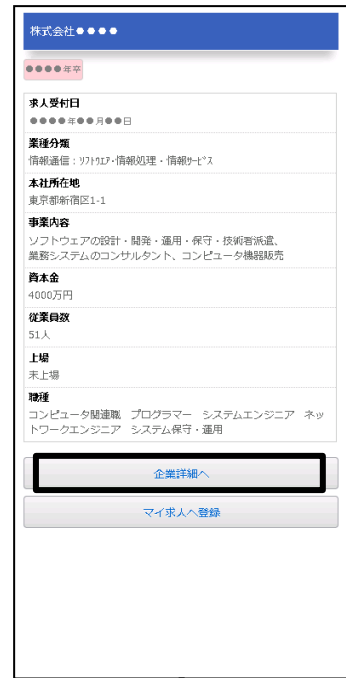 株式会社●●●●
●●●●年卒
求人受付日
●●●●年●●月●●日
業種分類
情報通信：ｿﾌﾄｳｴｱ・情報処理・情報ｻｰﾋﾞｽ
本社所在地
東京都新宿区1-1
事業内容
ソフトウェアの設計・開発・運用・保守・技術者派遣、
業務システムのコンサルタント、コンピュータ機器販売
資本金
4000万円
従業員数
51人
上場
未上場
職種
コンピュータ関連職　プログラマー　システムエンジニア　ネッ
トワークエンジニア　システム保守・運用
企業詳細へ
マイ求人へ登録